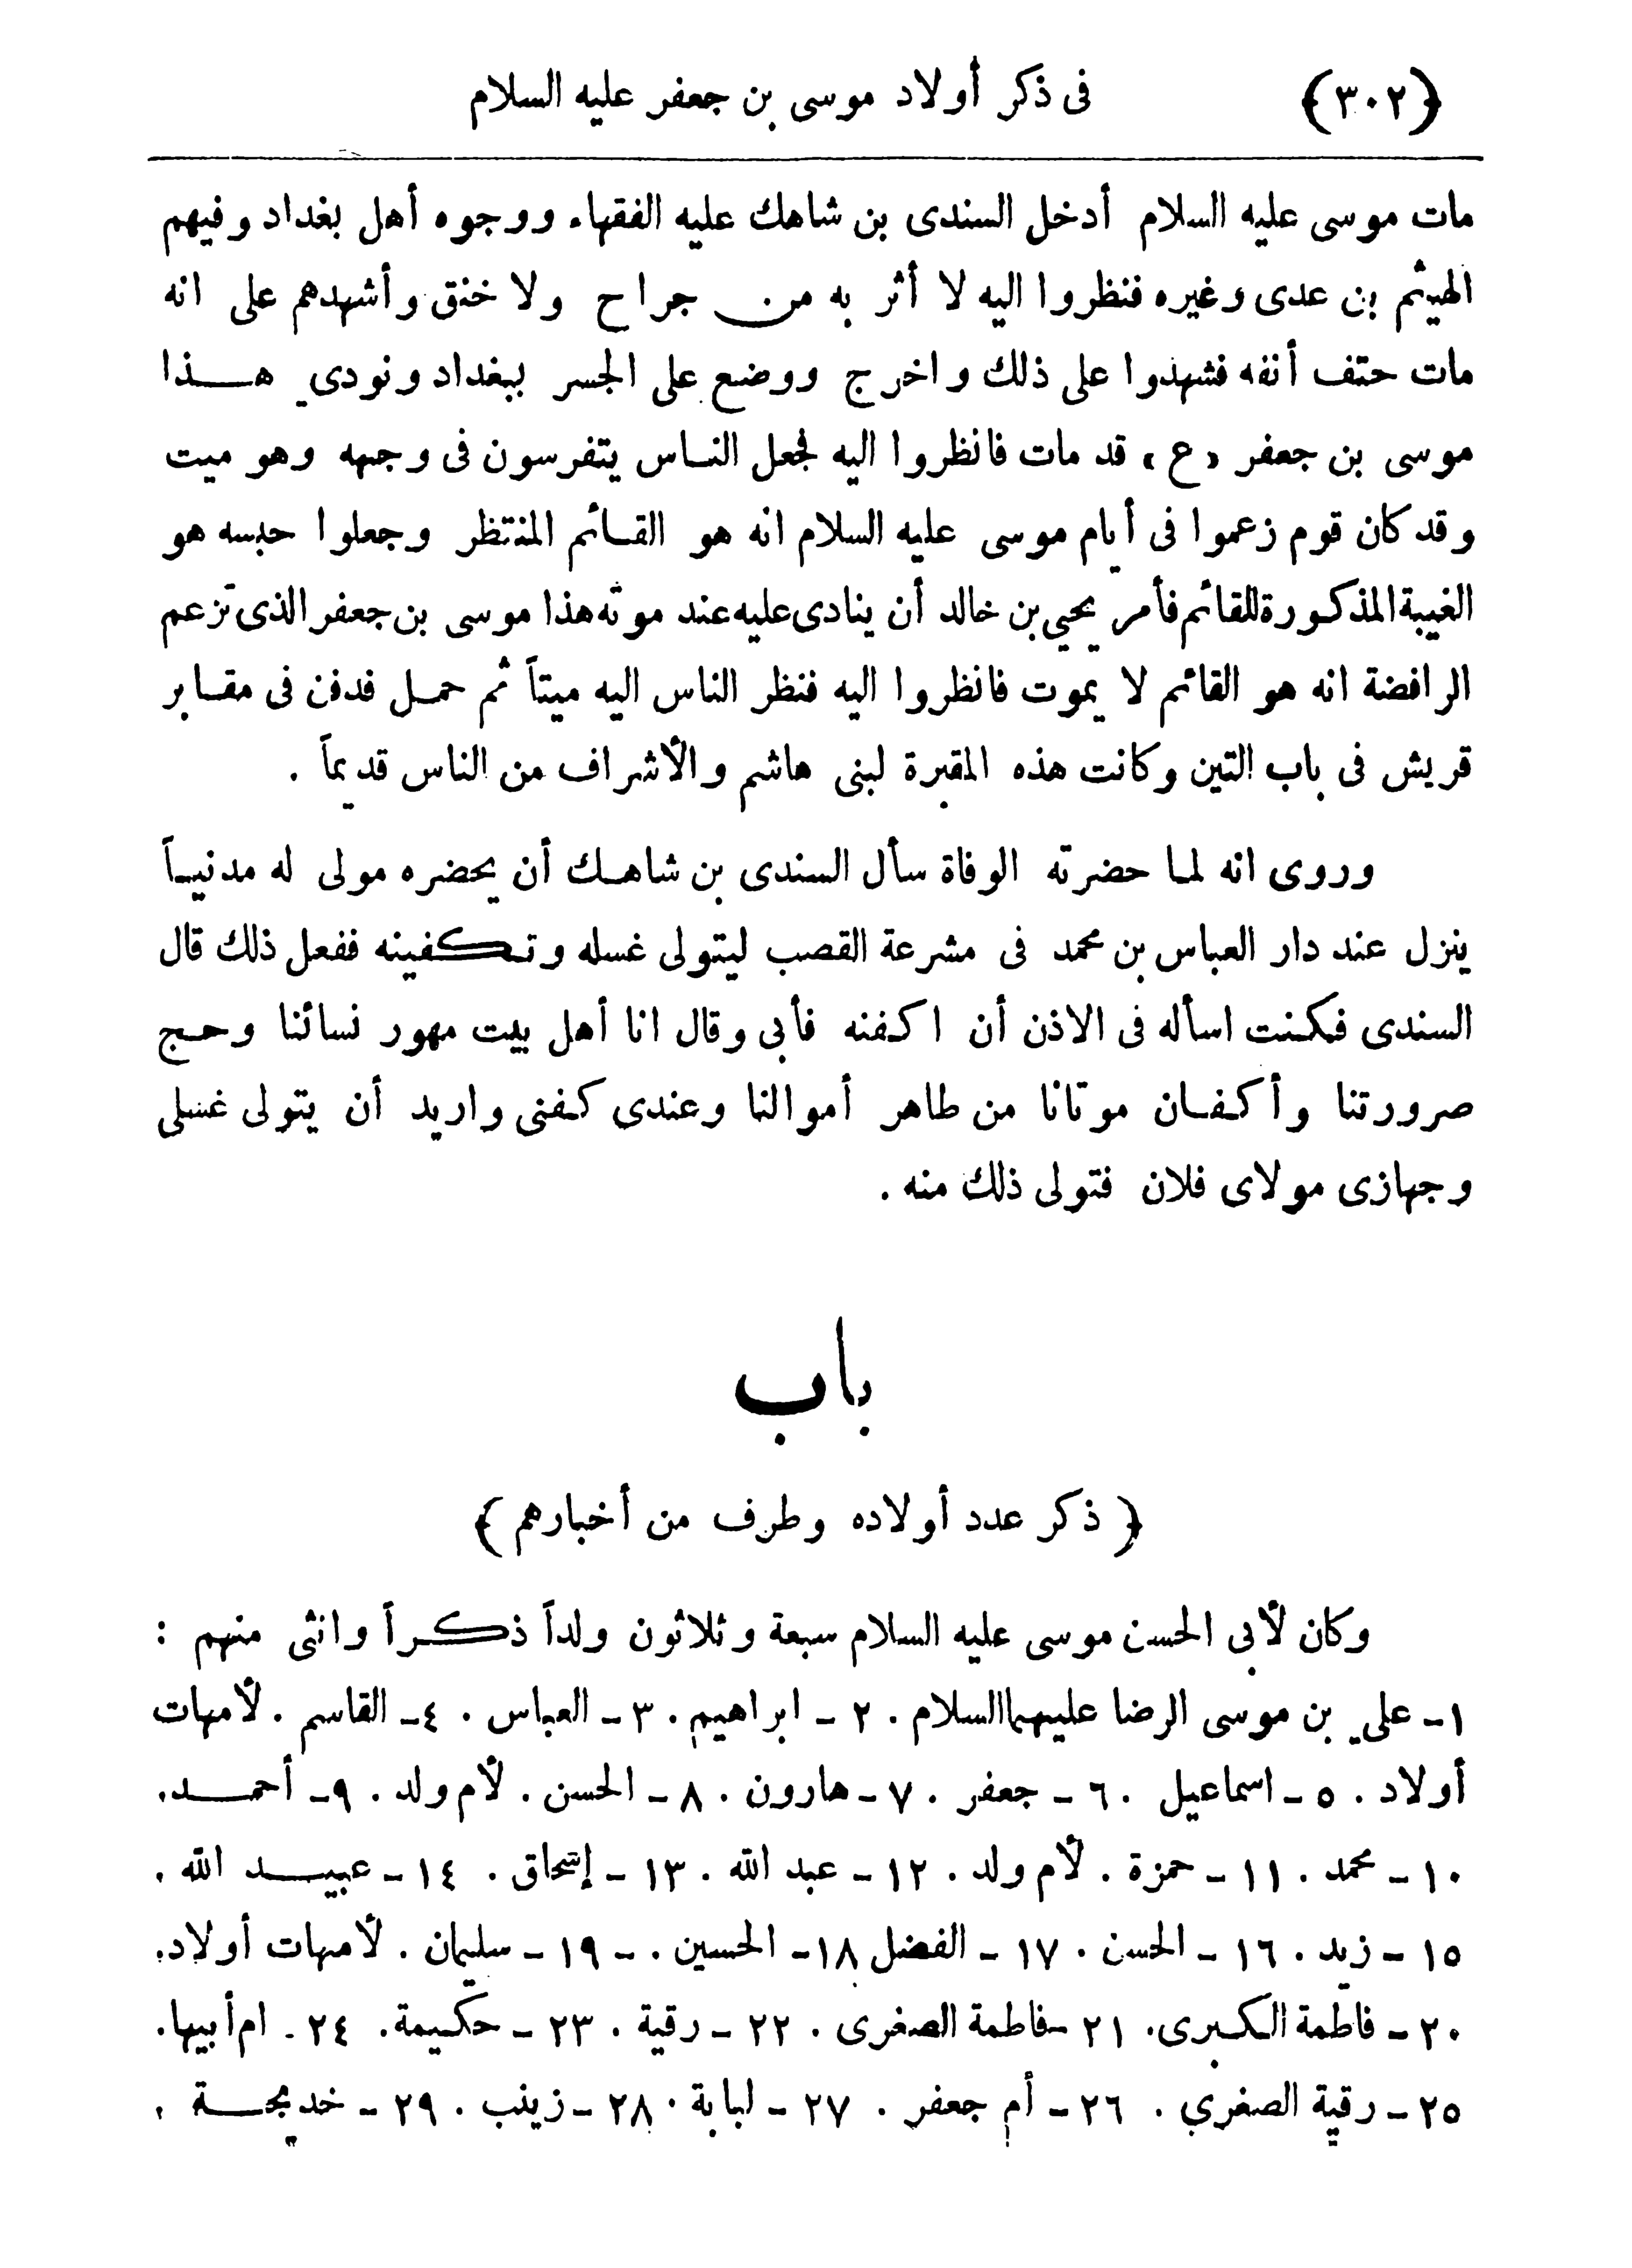 (٣٠٢) فى ذكر أولاد موسى بن جعفر عليه السلام
مات موسى عليه السلام أدخل السندى بن شاهك عليه الفقهاء ووجوه أهل بغداد وفيهم
الهيثم بن عدى وغيره فنظروا اليه لا أثر به من جراح ولا خنق وأشهدهم على انه
مات حتف أنفه فشهدوا على ذلك واخرج ووضع على الجسر ببغداد ونودي هذا
موسى بن جعفر «ع» قد مات فانظروا اليه فجعل الناس يتفرسون فى وجهه وهو ميت
وقد كان قوم زعموا فى أيام موسى عليه السلام انه هو القائم المنتظر وجعلوا حبسه هو
الغيبة المذكورة للقائم فأمر يحيي بن خالد أن ينادى عليه عند موته هذا موسى بن جعفر الذى تزعم
الرافضة انه هو القائم لا يموت فانظروا اليه فنظر الناس اليه ميتاً ثم حمل فدفن فى مقابر
قريش فى باب التين وكانت هذه المقبرة لبنى هاشم والأشراف من الناس قديماً .
وروى انه لما حضرته الوفاة سأل السندى بن شاهك أن يحضره مولى له مدنياً
ينزل عند دار العباس بن محمد فى مشرعة القصب ليتولى غسله وتكفينه ففعل ذلك قال
السندى فكنت اسأله فى الاذن أن اكفنه فأبى وقال انا أهل بيت مهور نسائنا وحج
صرورتنا وأكفان موتانا من طاهر أموالنا وعندى كفنى واريد أن يتولى غسلى
وجهازى مولاى فلان فتولى ذلك منه .
باب
( ذكر عدد أولاده وطرف من أخبارهم )
وكان لأبى الحسن موسى عليه السلام سبعة وثلاثون ولداً ذكراً وانثى منهم :
١ـ علي بن موسى الرضا عليهما السلام . ٢ ـ ابراهيم . ٣ ـ العباس . ٤ـ القاسم . لأمهات
أولاد . ٥ ـ اسماعيل . ٦ ـ جعفر . ٧ ـ هارون . ٨ ـ الحسن . لأم ولد . ٩ـ أحمد.
١٠ ـ محمد . ١١ ـ حمزة . لأم ولد . ١٢ ـ عبد الله . ١٣ ـ إسحاق . ١٤ ـ عبيد الله .
١٥ ـ زيد . ١٦ ـ الحسن . ١٧ ـ الفضل ١٨ـ الحسين . ـ ١٩ ـ سليمان . لأمهات أولاد.
٢٠ ـ فاطمة الكبرى. ٢١ ـ فاطمة الصغرى . ٢٢ ـ رقية . ٢٣ ـ حكيمة. ٢٤ ـ ام أبيها.
٢٥ ـ رقية الصغري . ٢٦ ـ أم جعفر . ٢٧ ـ لبابة . ٢٨ ـ زينب . ٢٩ ـ خديجة .